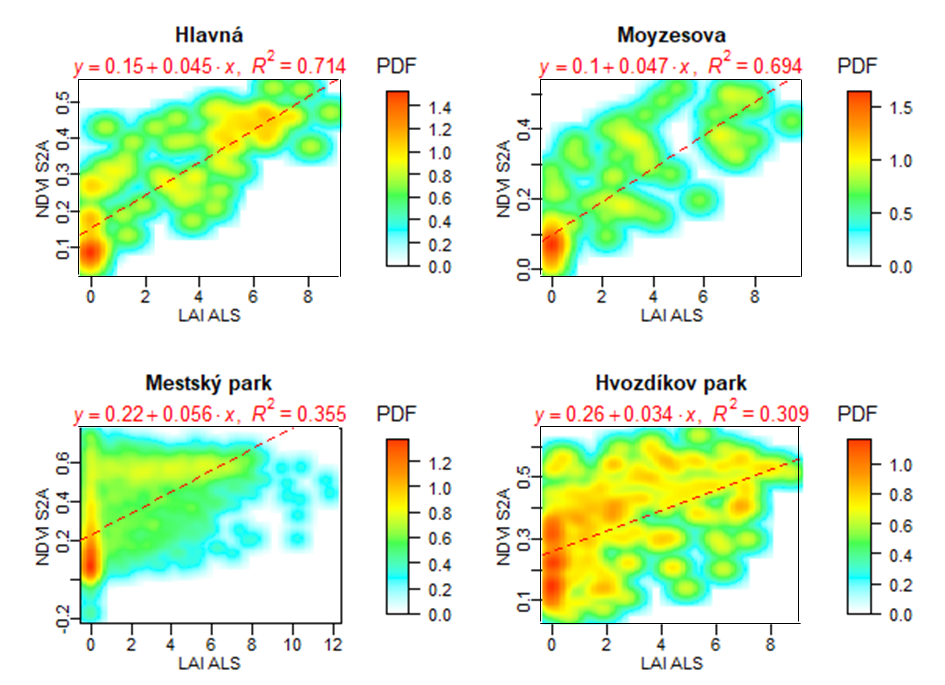 Hlavná
y = 0.15 + 0.045 · x, R² = 0.714
PDF
0.5
0.4
0.3
0.2
0.1
NDVI S2A
0 2 4 6 8
LAI ALS
1.4
1.2
1.0
0.8
0.6
0.4
0.2
0.0
Moyzesova
y = 0.1 + 0.047 · x, R² = 0.694
PDF
0.4
0.2
0.0
NDVI S2A
0 2 4 6 8
LAI ALS
1.5
1.0
0.5
0.0
Mestský park
y = 0.22 + 0.056 · x, R² = 0.355
PDF
0.6
0.4
0.2
-0.2
NDVI S2A
0 2 4 6 8 10 12
LAI ALS
1.2
1.0
0.8
0.6
0.4
0.2
0.0
Hvozdíkov park
y = 0.26 + 0.034 · x, R² = 0.309
PDF
0.5
0.3
0.1
NDVI S2A
0 2 4 6 8
LAI ALS
1.0
0.8
0.6
0.4
0.2
0.0